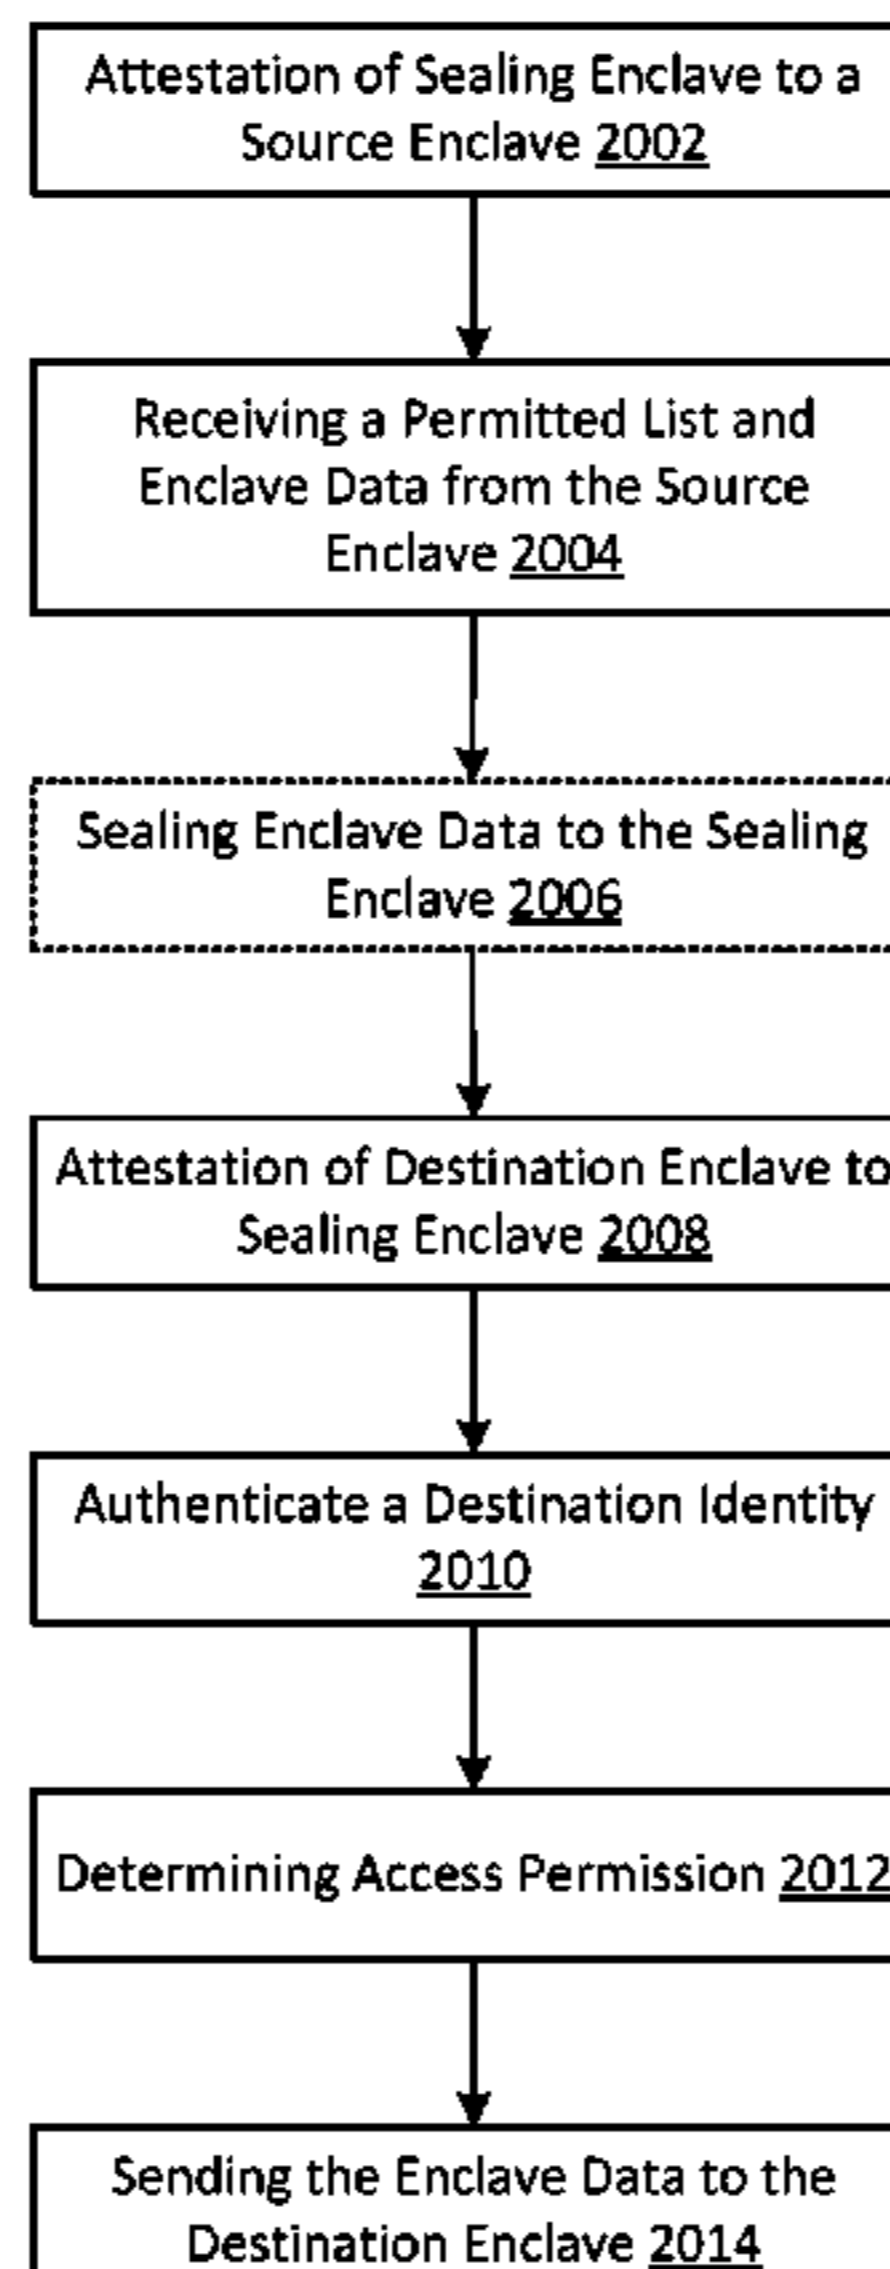 Attestation of Sealing Enclave to a
Source Enclave 2002
Receiving a Permitted List and
Enclave Data from the Source
Enclave 2004
Sealing Enclave Data to the Sealing
Enclave 2006
Attestation of Destination Enclave to
Sealing Enclave 2008
Authenticate a Destination Identity
2010
Determining Access Permission 2012
Sending the Enclave Data to the
Destination Enclave 2014